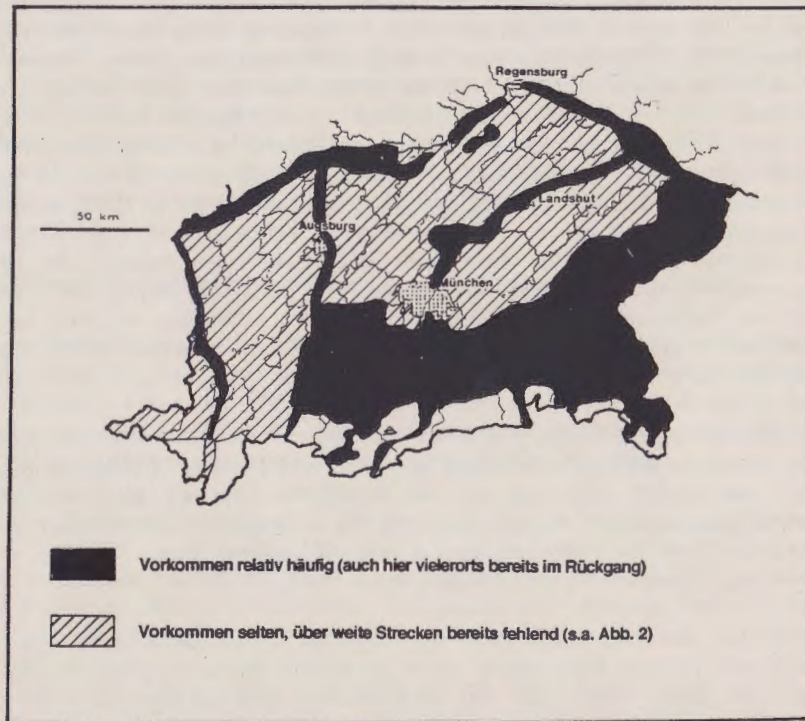 Regensburg
50 km
Landshut
Augsburg
München
Vorkommen relativ häufig (auch hier vielerorts bereits im Rückgang)
Vorkommen selten, über weite Strecken bereits fehlend (s.a. Abb. 2)